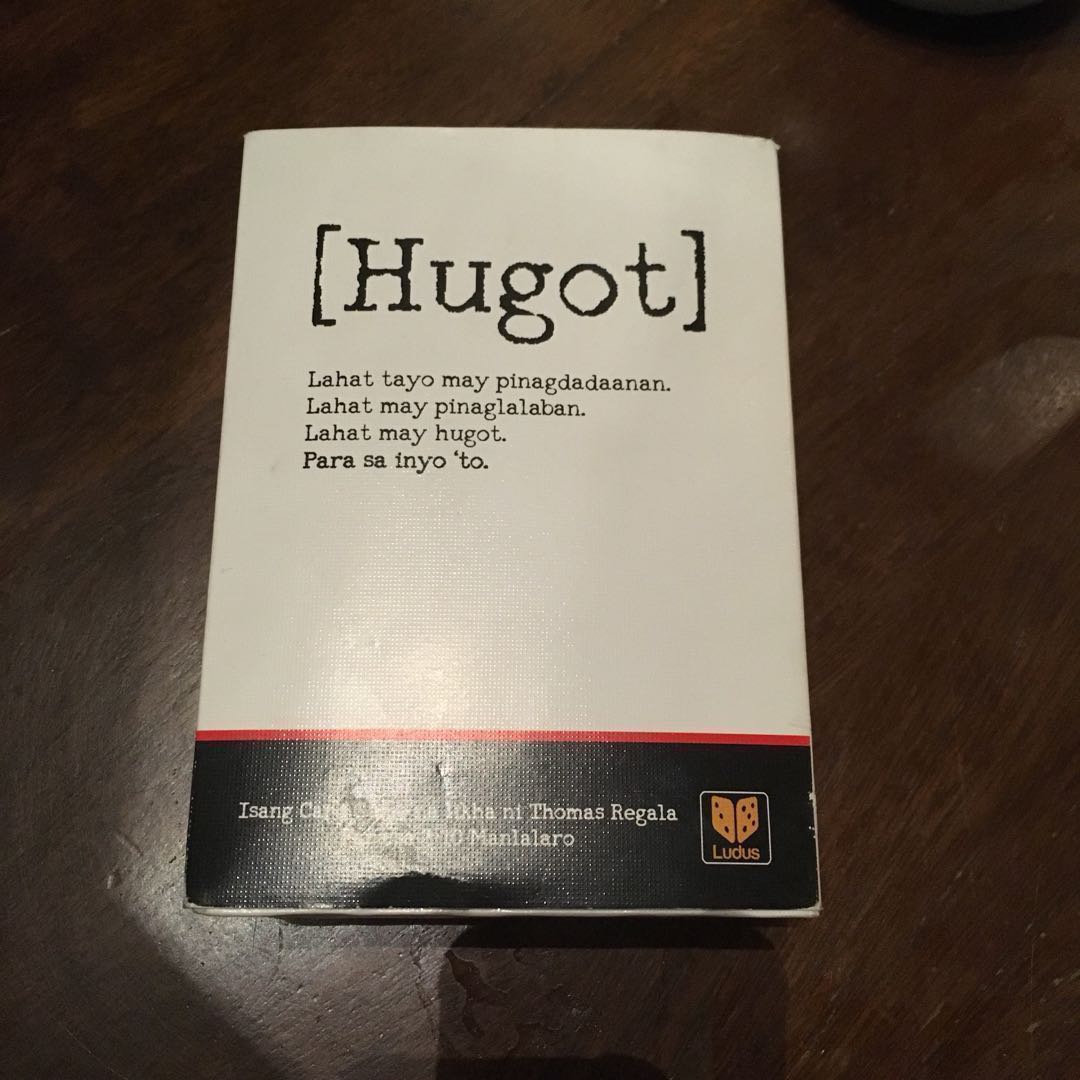 [Hugot]
Lahat tayo may pinagdadaanan.
Lahat may pinaglalaban.
Lahat may hugot.
Para sa inyo 'to.
Isang ni Thomas Regala
Manlalaro
Ludus